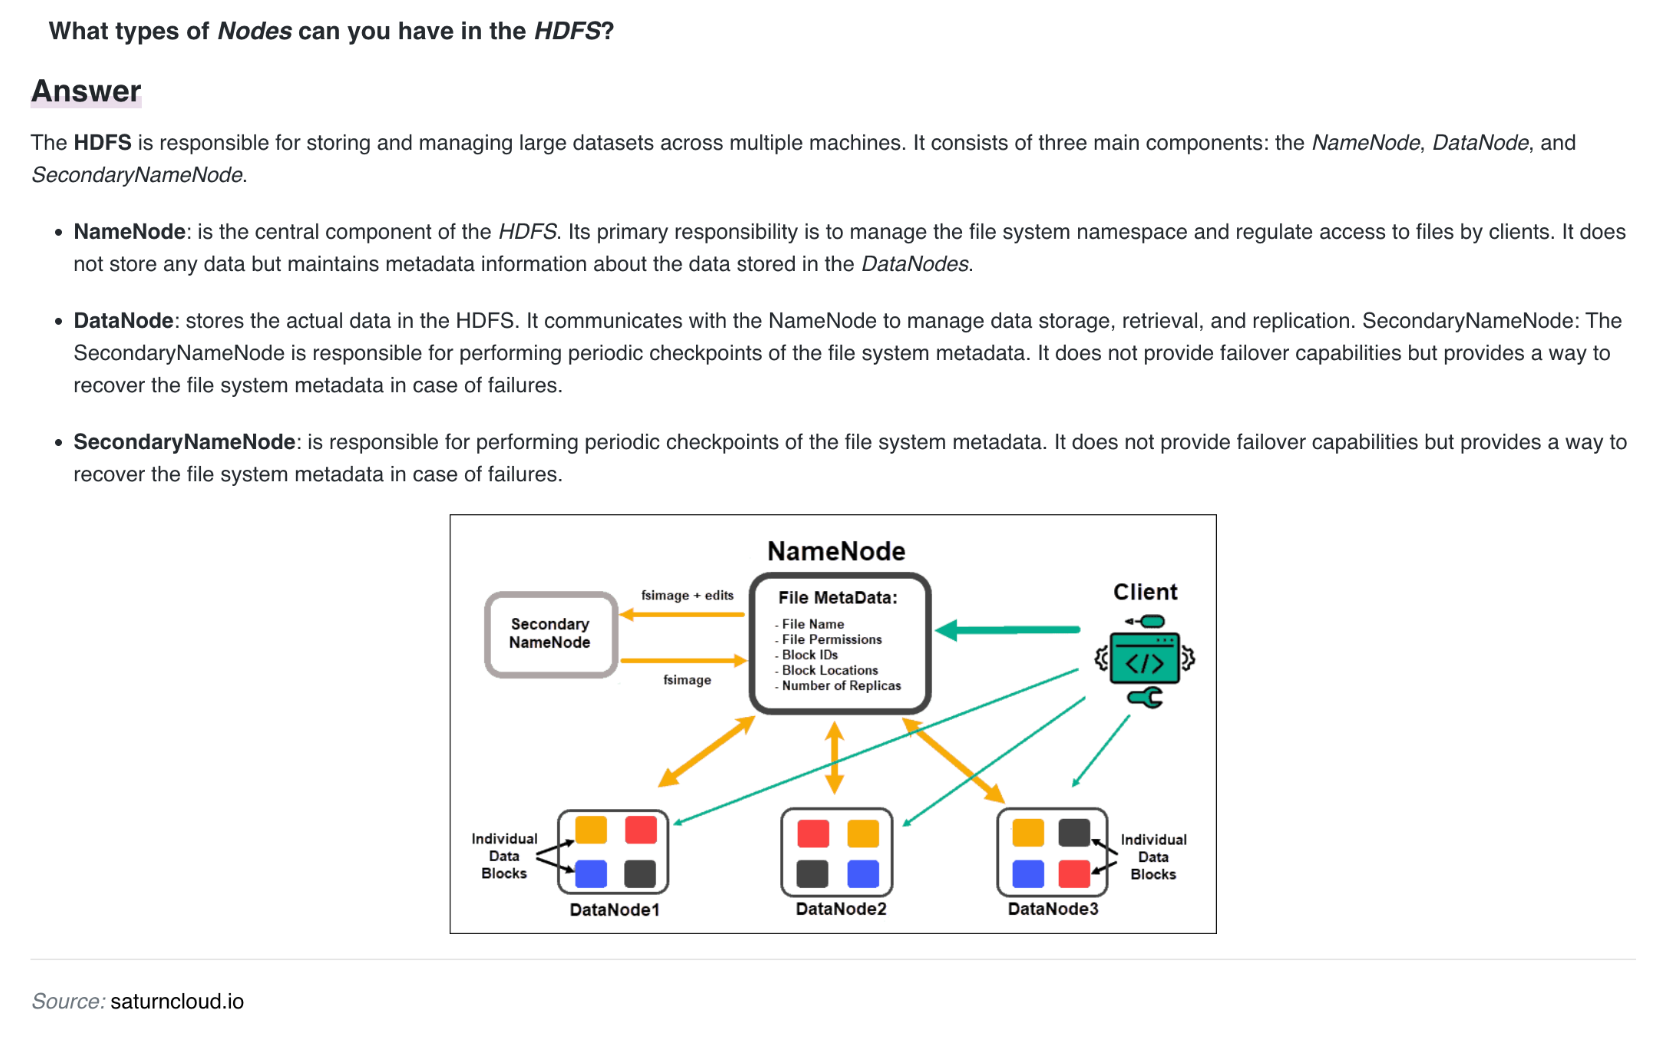 What types of Nodes can you have in the HDFS?
Answer
The HDFS is responsible for storing and managing large datasets across multiple machines. It consists of three main components: the NameNode, DataNode, and
SecondaryNameNode.
• NameNode: is the central component of the HDFS. Its primary responsibility is to manage the file system namespace and regulate access to files by clients. It does
not store any data but maintains metadata information about the data stored in the DataNodes.
• DataNode: stores the actual data in the HDFS. It communicates with the NameNode to manage data storage, retrieval, and replication. SecondaryNameNode: The
SecondaryNameNode is responsible for performing periodic checkpoints of the file system metadata. It does not provide failover capabilities but provides a way to
recover the file system metadata in case of failures.
• SecondaryNameNode: is responsible for performing periodic checkpoints of the file system metadata. It does not provide failover capabilities but provides a way to
recover the file system metadata in case of failures.
NameNode
Client
Secondary
NameNode
fsimage + edits
fsimage
File MetaData:
- File Name
- File Permissions
- Block IDs
- Block Locations
- Number of Replicas
</>
Individual
Data
Blocks
DataNode1
DataNode2
DataNode3
Individual
Data
Blocks
Source: saturncloud.io